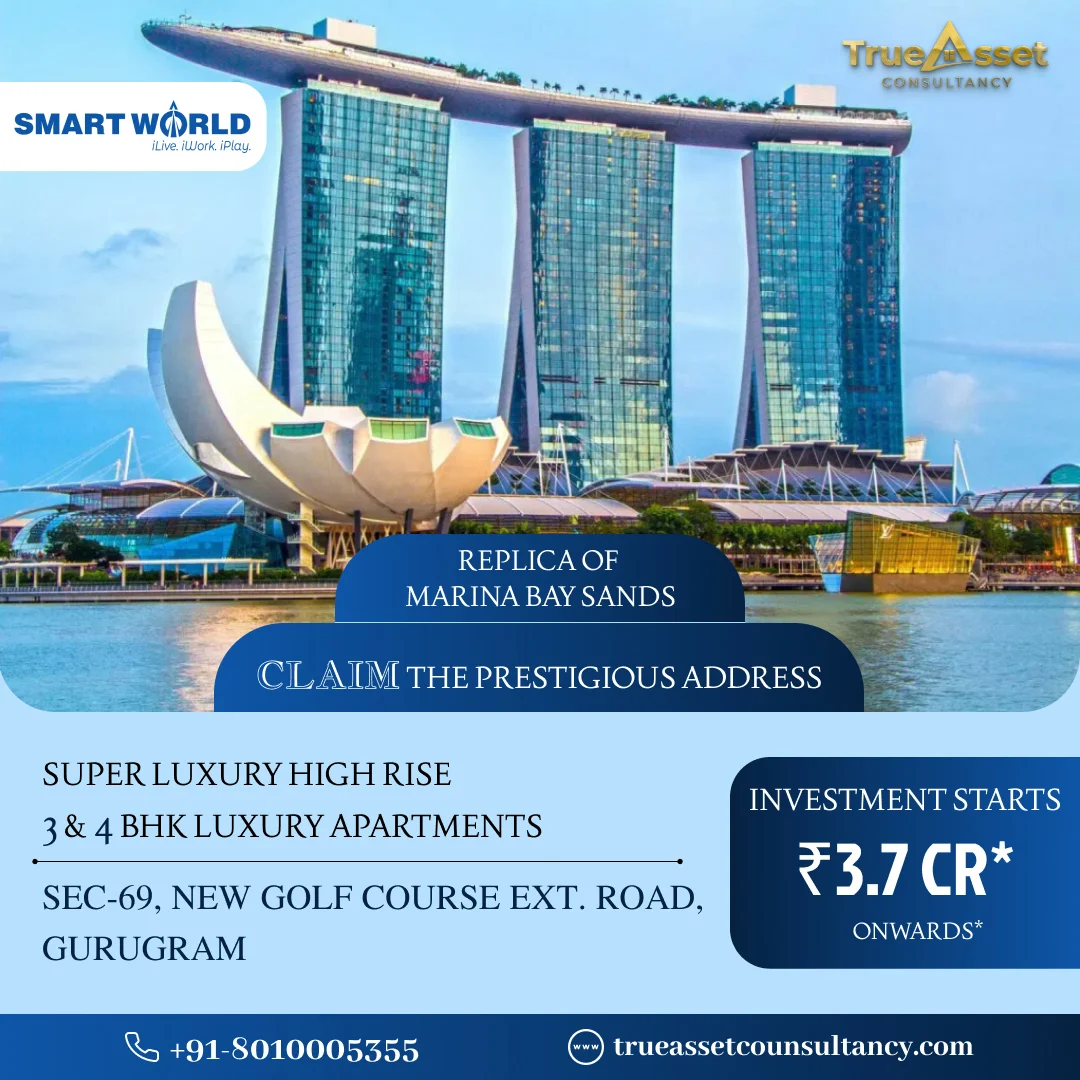 TrueAsset
CONSULTANCY
SMART WORLD
iLive. iWork. iPlay.
REPLICA OF
MARINA BAY SANDS
CLAIM THE PRESTIGIOUS ADDRESS
SUPER LUXURY HIGH RISE
3 & 4 BHK LUXURY APARTMENTS
SEC-69, NEW GOLF COURSE EXT. ROAD,
GURUGRAM
INVESTMENT STARTS
₹3.7 CR*
ONWARDS*
+91-8010005355
www trueassetcounsultancy.com